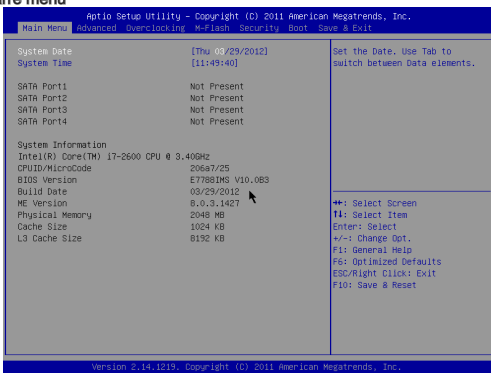 menu
Aptio Setup Utility – Copyright (C) 2011 American Megatrends, Inc.
Main Menu Advanced Overclocking M-Flash Security Boot Save & Exit
System Date [Thu 03/29/2012]
System Time [11:49:40]
SATA Port1 Not Present
SATA Port2 Not Present
SATA Port3 Not Present
SATA Port4 Not Present
System Information
Intel(R) Core(TM) i7-2600 CPU @ 3.40GHz
CPUID/MicroCode 206a7/25
BIOS Version E7788IMS V10.0B3
Build Date 03/29/2012
ME Version 8.0.3.1427
Physical Memory 2048 MB
Cache Size 1024 KB
L3 Cache Size 8192 KB
Set the Date. Use Tab to
switch between Data elements.
→←: Select Screen
↑↓: Select Item
Enter: Select
+/-: Change Opt.
F1: General Help
F6: Optimized Defaults
ESC/Right Click: Exit
F10: Save & Reset
Version 2.14.1219. Copyright (C) 2011 American Megatrends, Inc.